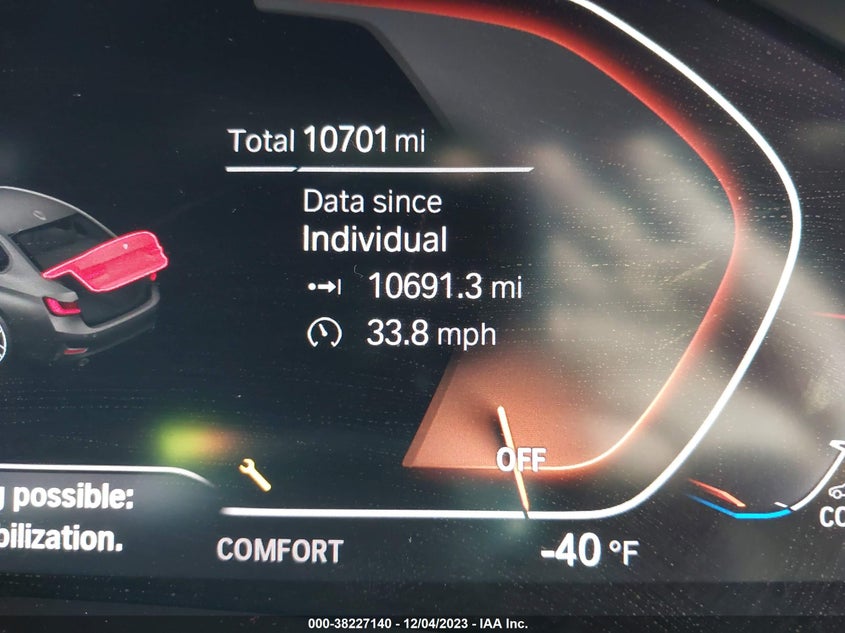 Total 10701 mi
Data since
Individual
10691.3 mi
33.8 mph
OFF
possible:
COMFORT
-40 °F
000-38227140 - 12/04/2023 - IAA Inc.